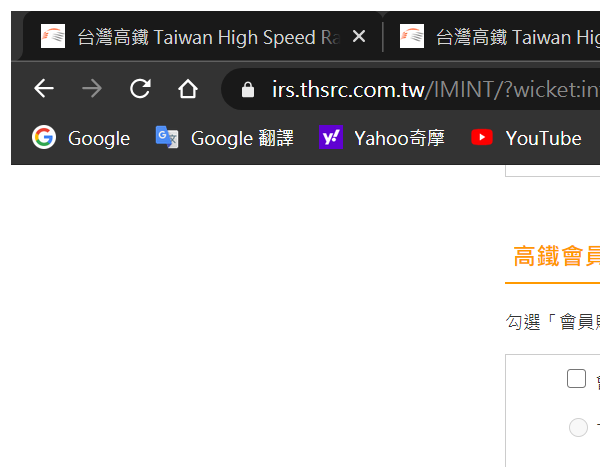 台灣高鐵 Taiwan High Speed Ra 台灣高鐵 Taiwan Hig
irs.thsrc.com.tw/IMINT/?wicket:in
Google Google 翻譯 Yahoo奇摩 YouTube
高鐵會員
勾選「會員